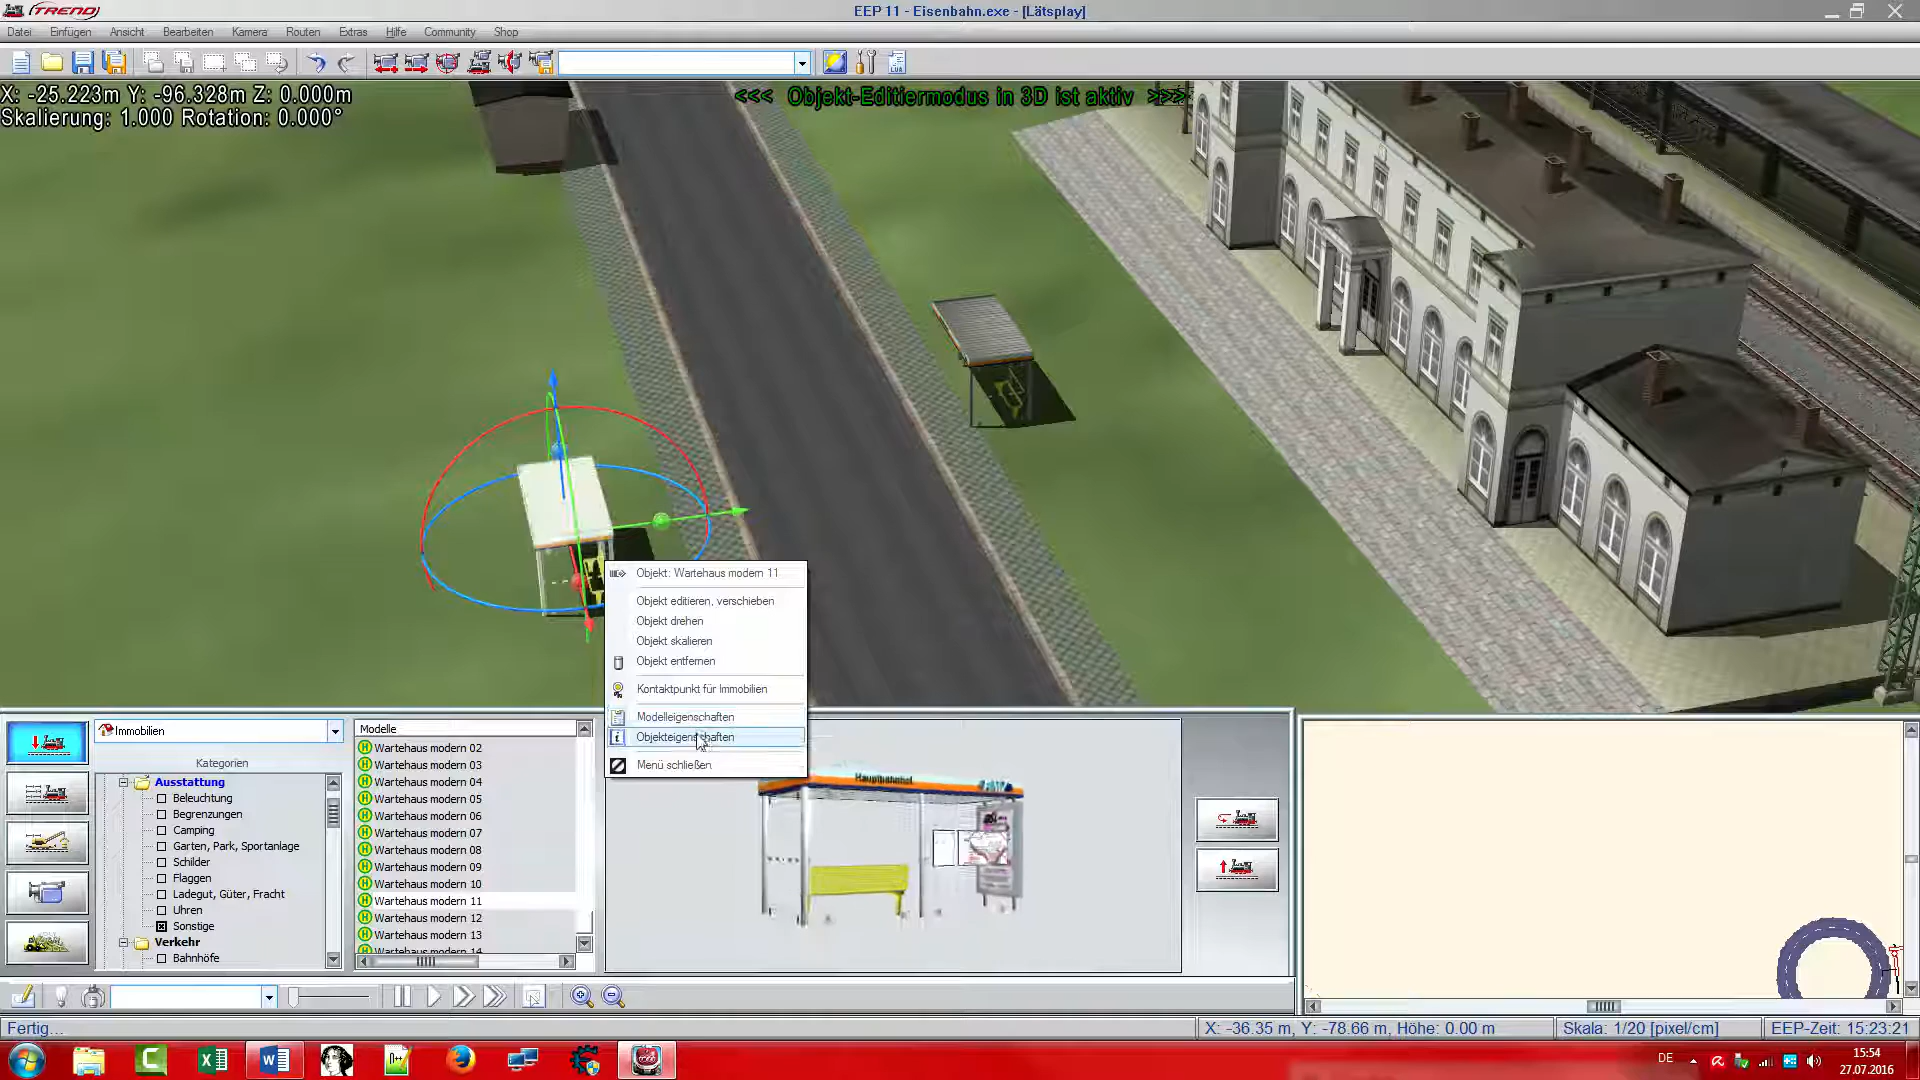 TREND
EEP 11 - Eisenbahn.exe - [Lätsplay]
Datei Einfügen Ansicht Bearbeiten Kamera Routen Extras Hilfe Community Shop
X: -25.223m Y: -96.328m Z: 0.000m
<<< Objekt-Editiermodus in 3D ist aktiv >>>
Skalierung: 1.000 Rotation: 0.000°
Objekt: Wartehaus modern 11
Objekt editieren, verschieben
Objekt drehen
Objekt skalieren
Objekt entfernen
Kontaktpunkt für Immobilien
Modelleigenschaften
Objekteigenschaften
Menü schließen
Immobilien
Kategorien
Ausstattung
Beleuchtung
Begrenzungen
Camping
Garten, Park, Sportanlage
Schilder
Flaggen
Ladegut, Güter, Fracht
Uhren
Sonstige
Verkehr
Bahnhöfe
Modelle
Wartehaus modern 02
Wartehaus modern 03
Wartehaus modern 04
Wartehaus modern 05
Wartehaus modern 06
Wartehaus modern 07
Wartehaus modern 08
Wartehaus modern 09
Wartehaus modern 10
Wartehaus modern 11
Wartehaus modern 12
Wartehaus modern 13
Wartehaus modern 14
Hauptbahnhof
Fertig...
X: -36.35 m, Y: -78.66 m, Höhe: 0.00 m
Skala: 1/20 [pixel/cm]
EEP-Zeit: 15:23:21
DE
15:54
27.07.2016